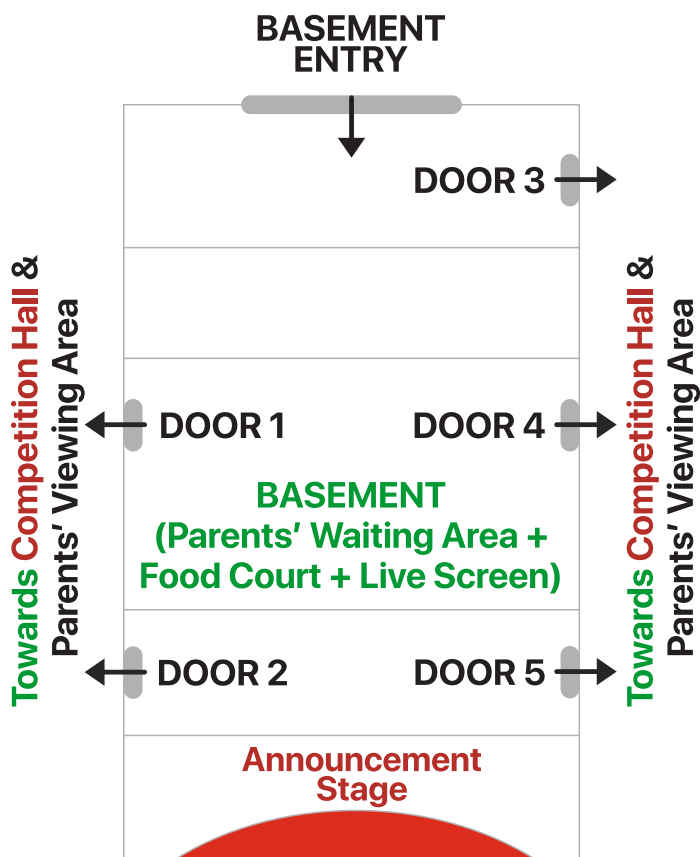 BASEMENT
ENTRY
DOOR 3
Towards Competition Hall &
Parents' Viewing Area
Towards Competition Hall &
Parents' Viewing Area
DOOR 1
DOOR 4
BASEMENT
(Parents' Waiting Area +
Food Court + Live Screen)
DOOR 2
DOOR 5
Announcement
Stage